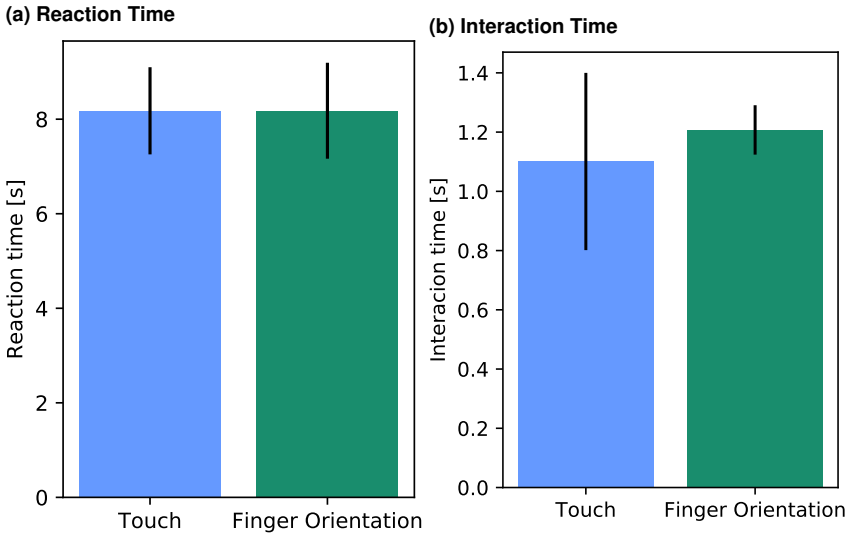 (a) Reaction Time
Reaction time [s]
8
6
4
2
0
Touch
Finger Orientation
(b) Interaction Time
Interacion time [s]
1.4
1.2
1.0
0.8
0.6
0.4
0.2
0.0
Touch
Finger Orientation